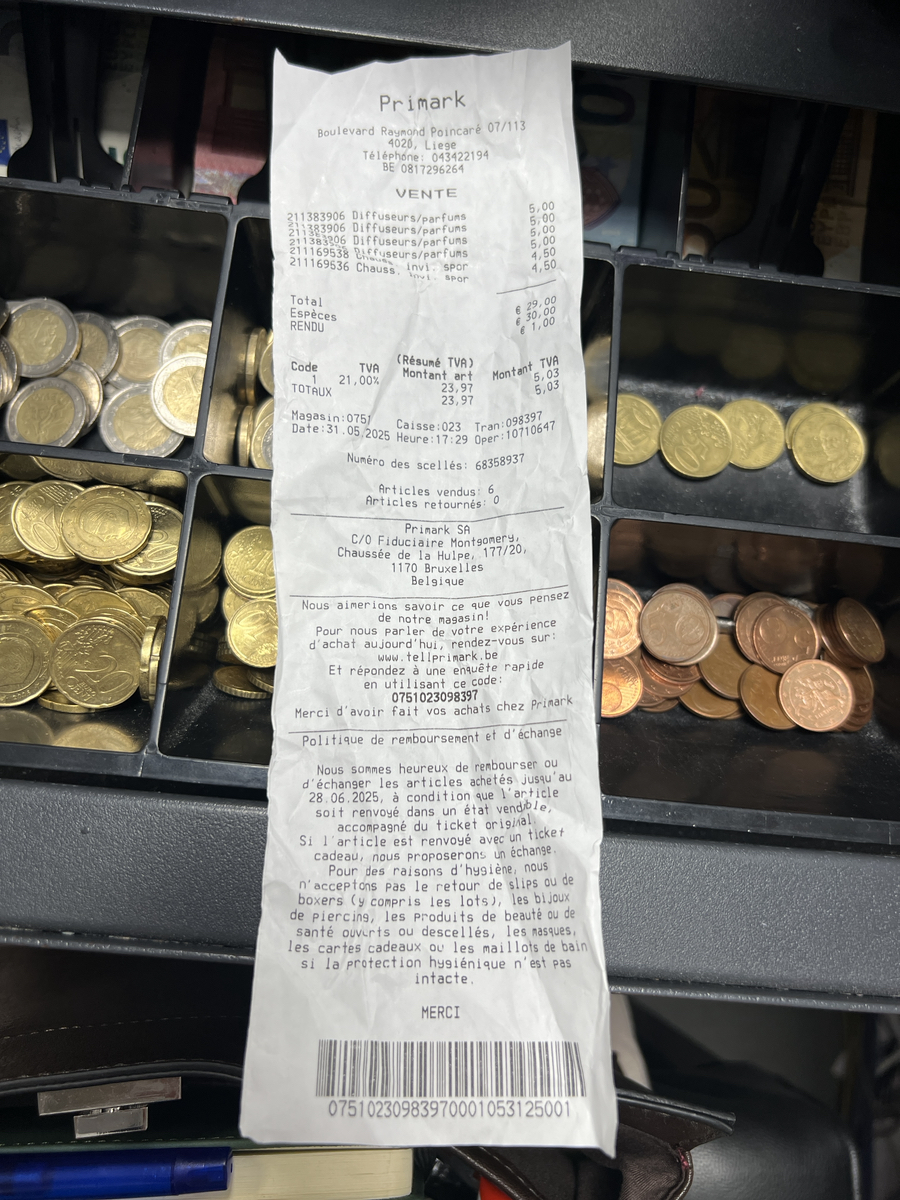 Primark
Boulevard Raymond Poincaré 07/113
4020, Liege
Téléphone: 043422194
BE 0817296264
VENTE
211383906 Diffuseurs/parfums 5,00
211383906 Diffuseurs/parfums 5,00
211383906 Diffuseurs/parfums 5,00
211383906 Diffuseurs/parfums 5,00
211169538 Chauss. invi. spor 4,50
211169536 Chauss. invi. spor 4,50
Total € 29,00
Espèces € 30,00
RENDU € 1,00
(Résumé TVA)
Code TVA Montant art Montant TVA
1 21,00% 23,97 5,03
TOTAUX 23,97 5,03
Magasin:0751 Caisse:023 Tran:098397
Date:31.05.2025 Heure:17:29 Oper:10710647
Numéro des scellés: 68358937
Articles vendus: 6
Articles retournés: 0
Primark SA
C/O Fiduciaire Montgomery,
Chaussée de la Hulpe, 177/20,
1170 Bruxelles
Belgique
Nous aimerions savoir ce que vous pensez
de notre magasin!
Pour nous parler de votre expérience
d'achat aujourd'hui, rendez-vous sur:
www.tellprimark.be
Et répondez à une enquête rapide
en utilisant ce code:
0751023098397
Merci d'avoir fait vos achats chez Primark
Politique de remboursement et d'échange
Nous sommes heureux de rembourser ou
d'échanger les articles achetés jusqu'au
28.06.2025, à condition que l'article
soit renvoyé dans un état vendble,
accompagné du ticket original.
Si l'article est renvoyé avec un ticket
cadeau, nous proposerons un échange.
Pour des raisons d'hygiène, nous
n'acceptons pas le retour de slips ou de
boxers (y compris les lots), les bijoux
de piercing, les produits de beauté ou de
santé ouverts ou descellés, les masques,
les cartes cadeaux ou les maillots de bain
si la protection hygiénique n'est pas
intacte.
MERCI
07510230983970001053125001